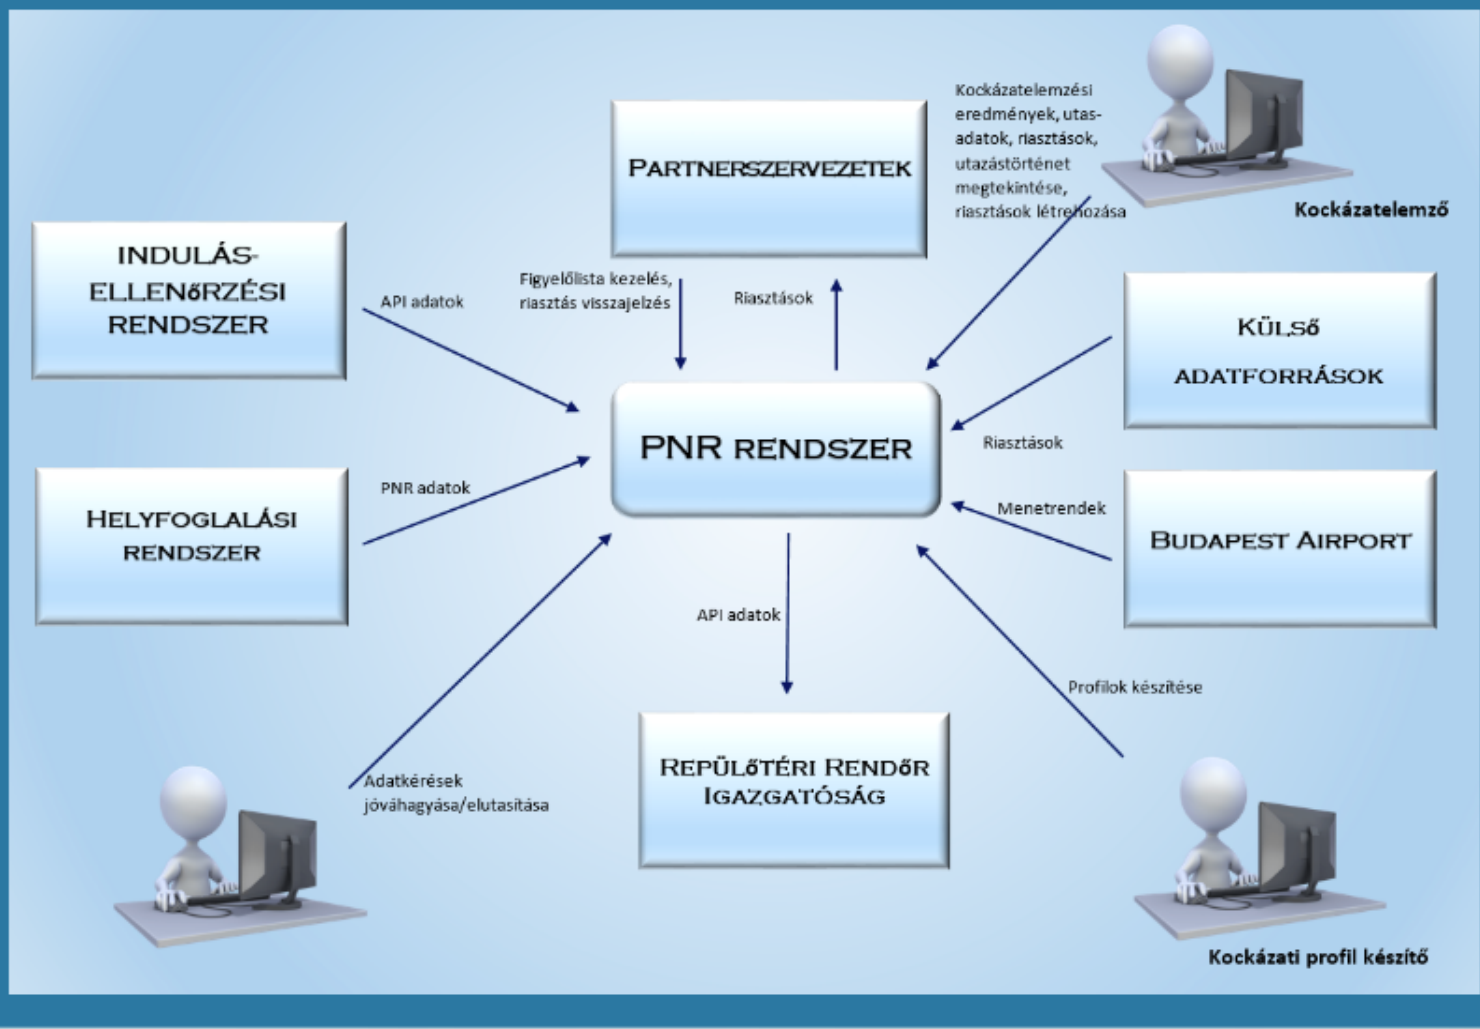 Kockázatelemzési
eredmények, utas-
adatok, riasztások,
utazástörténet
megtekintése,
riasztások létrehozása
Kockázatelemző
PARTNERSZERVEZETEK
INDULÁS-
ELLENőRZÉSI
RENDSZER
API adatok
Figyelőlista kezelés,
riasztás visszajelzés
Riasztások
KÜLSő
ADATFORRÁSOK
Riasztások
PNR RENDSZER
HELYFOGLALÁSI
RENDSZER
PNR adatok
Menetrendek
BUDAPEST AIRPORT
API adatok
Profilok készítése
REPÜLőTÉRI RENDőR
IGAZGATÓSÁG
Adatkérések
jóváhagyása/elutasítása
Kockázati profil készítő